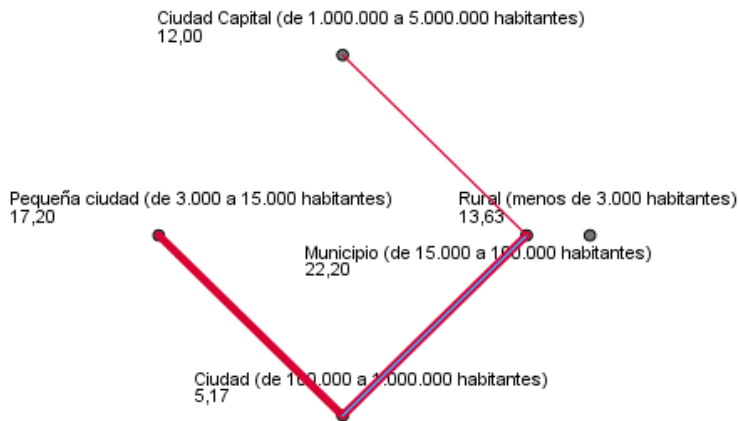 Ciudad Capital (de 1.000.000 a 5.000.000 habitantes)
12,00
Pequeña ciudad (de 3.000 a 15.000 habitantes)
17,20
Rural (menos de 3.000 habitantes)
13,63
Municipio (de 15.000 a 100.000 habitantes)
22,20
Ciudad (de 100.000 a 1.000.000 habitantes)
5,17